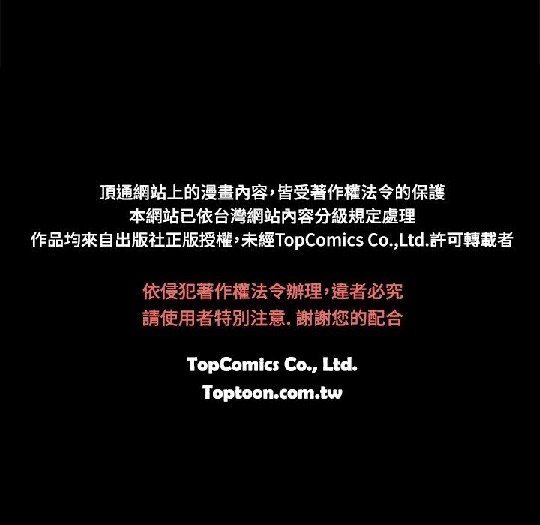 頂通網站上的漫畫內容,皆受著作權法令的保護
本網站已依台灣網站內容分級規定處理
作品均來自出版社正版授權,未經TopComics Co.,Ltd.許可轉載者
依侵犯著作權法令辦理,違者必究
請使用者特別注意. 謝謝您的配合
TopComics Co., Ltd.
Toptoon.com.tw